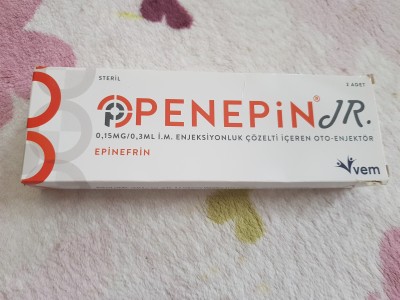 STERİL
1 ADET
PENEPİN® JR.
0,15MG/0,3ML İ.M. ENJEKSİYONLUK ÇÖZELTİ İÇEREN OTO-ENJEKTÖR
EPİNEFRİN
vem